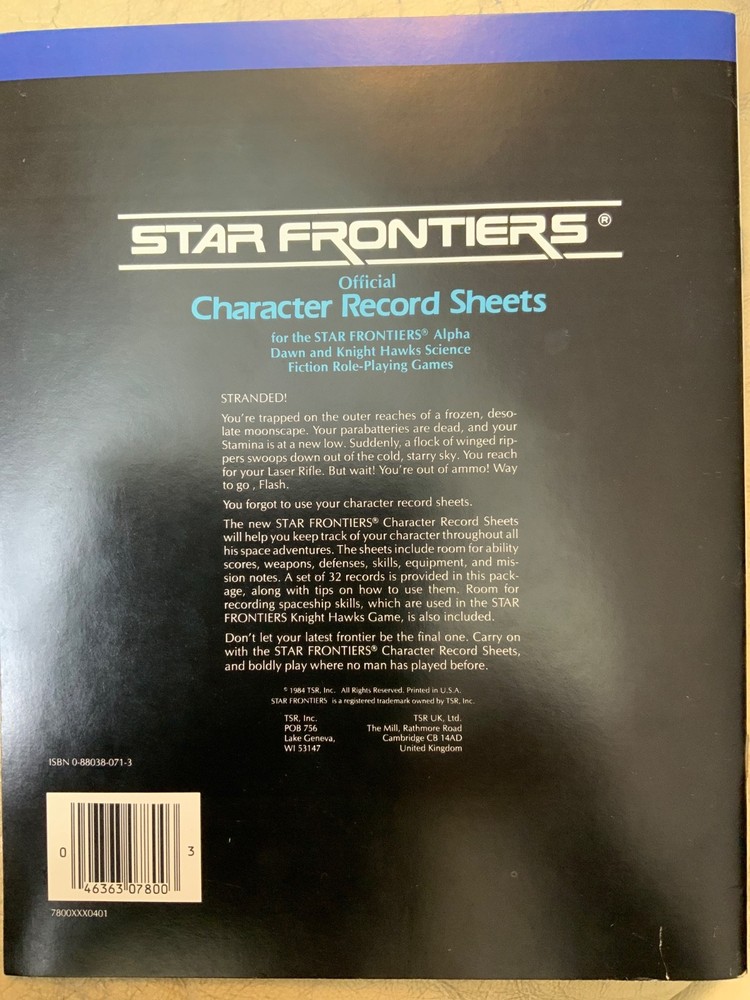 STAR FRONTIERS®
Official
Character Record Sheets
for the STAR FRONTIERS® Alpha
Dawn and Knight Hawks Science
Fiction Role-Playing Games
STRANDED!
You're trapped on the outer reaches of a frozen, deso-
late moonscape. Your parabatteries are dead, and your
Stamina is at a new low. Suddenly, a flock of winged rip-
pers swoops down out of the cold, starry sky. You reach
for your Laser Rifle. But wait! You're out of ammo! Way
to go , Flash.
You forgot to use your character record sheets.
The new STAR FRONTIERS® Character Record Sheets
will help you keep track of your character throughout all
his space adventures. The sheets include room for ability
scores, weapons, defenses, skills, equipment, and mis-
sion notes. A set of 32 records is provided in this pack-
age, along with tips on how to use them. Room for
recording spaceship skills, which are used in the STAR
FRONTIERS Knight Hawks Game, is also included.
Don't let your latest frontier be the final one. Carry on
with the STAR FRONTIERS® Character Record Sheets,
and boldly play where no man has played before.
© 1984 TSR, Inc. All Rights Reserved. Printed in U.S.A.
STAR FRONTIERS is a registered trademark owned by TSR, Inc.
TSR, Inc.
POB 756
Lake Geneva,
WI 53147
TSR UK, Ltd.
The Mill, Rathmore Road
Cambridge CB 14AD
United Kingdom
ISBN 0-88038-071-3
0 46363 07800 3
7800XXX0401